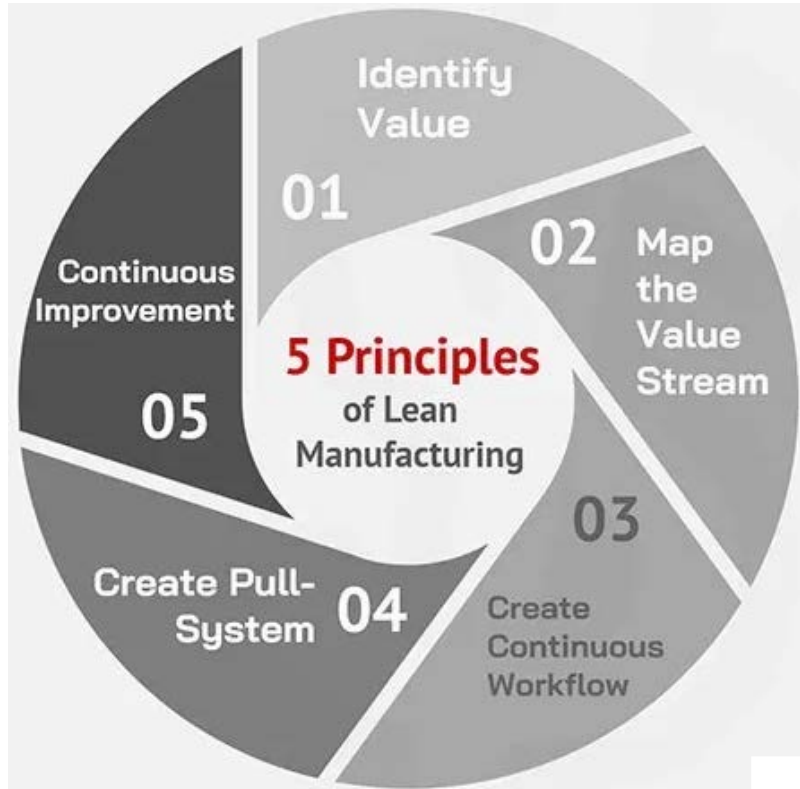 5 Principles
of Lean
Manufacturing
01
Identify
Value
02
Map
the
Value
Stream
03
Create
Continuous
Workflow
04
Create Pull-
System
05
Continuous
Improvement